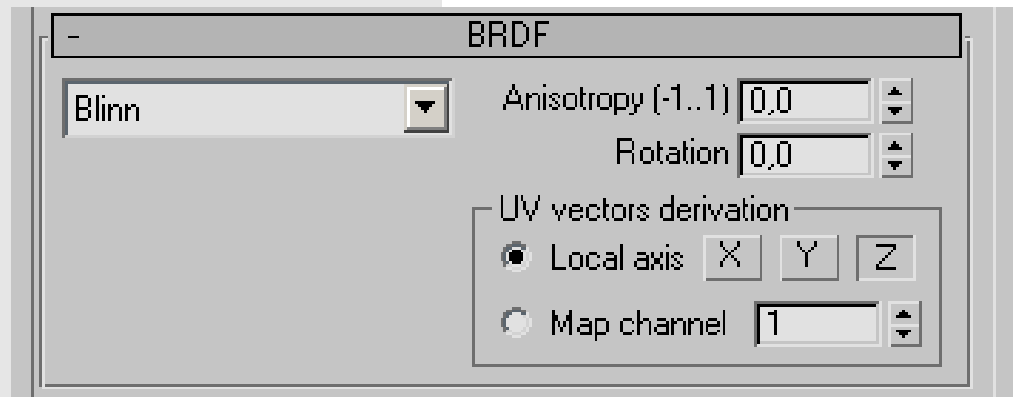 - BRDF
Blinn
Anisotropy (-1..1) 0,0
Rotation 0,0
UV vectors derivation
Local axis X Y Z
Map channel 1